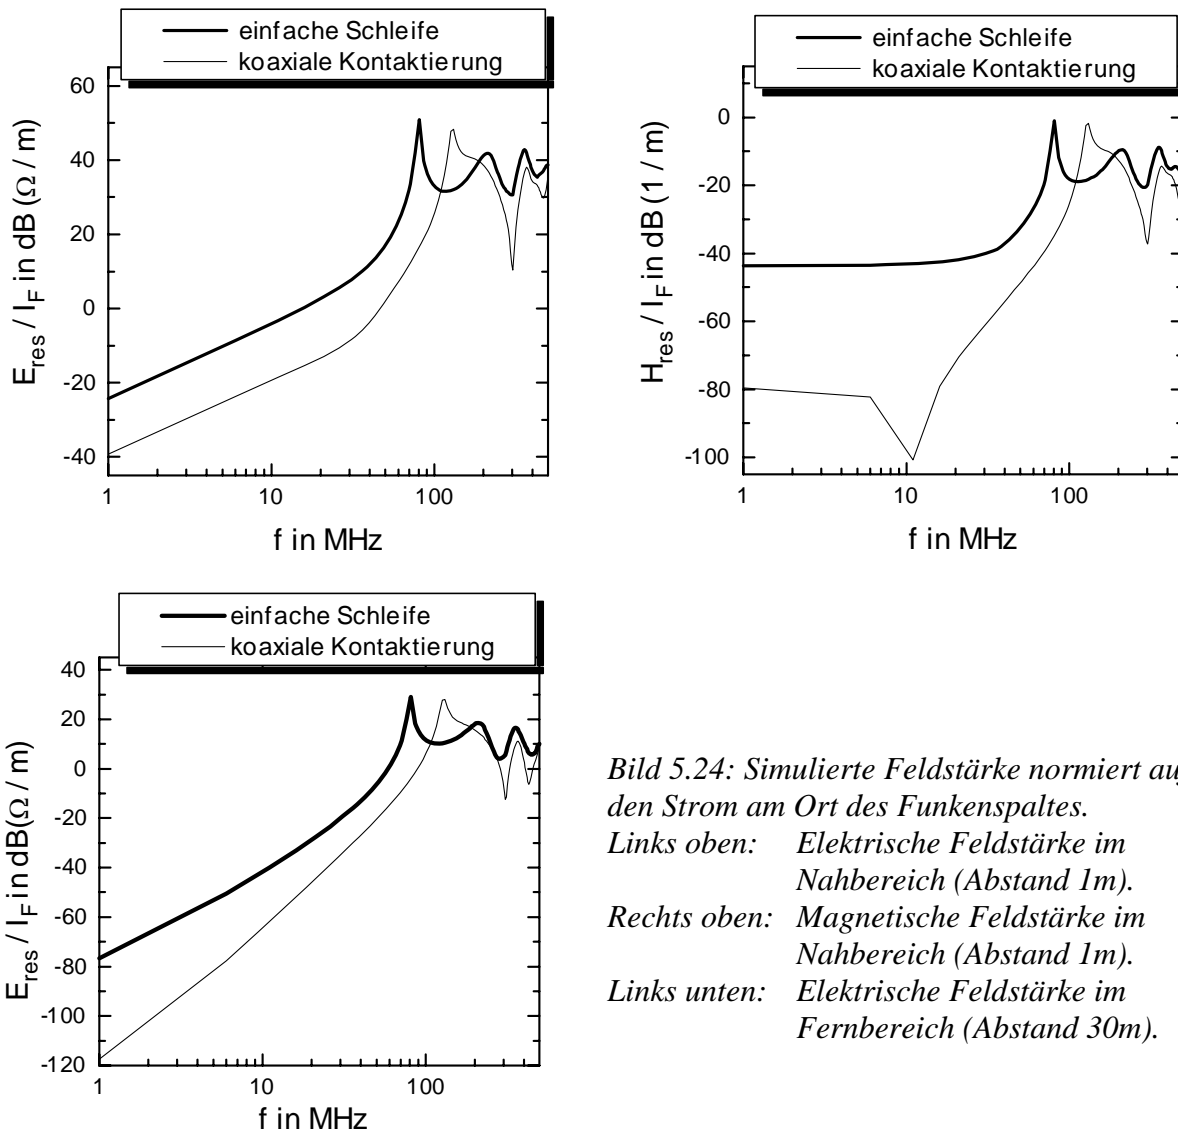 einfache Schleife
koaxiale Kontaktierung
60
40
20
0
-20
-40
1
10
100
E_res / I_F in dB (Ω / m)
f in MHz
einfache Schleife
koaxiale Kontaktierung
0
-20
-40
-60
-80
-100
1
10
100
H_res / I_F in dB (1 / m)
f in MHz
einfache Schleife
koaxiale Kontaktierung
40
20
0
-20
-40
-60
-80
-100
-120
1
10
100
E_res / I_F in dB(Ω / m)
f in MHz
Bild 5.24: Simulierte Feldstärke normiert auf
den Strom am Ort des Funkenspaltes.
Links oben: Elektrische Feldstärke im
Nahbereich (Abstand 1m).
Rechts oben: Magnetische Feldstärke im
Nahbereich (Abstand 1m).
Links unten: Elektrische Feldstärke im
Fernbereich (Abstand 30m).